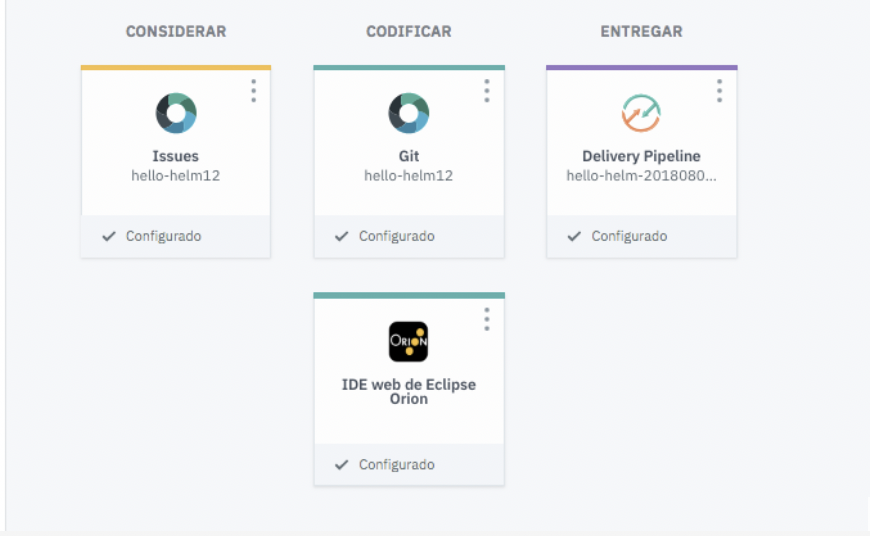 CONSIDERAR
CODIFICAR
ENTREGAR
Issues
hello-helm12
Configurado
Git
hello-helm12
Configurado
Delivery Pipeline
hello-helm-2018080...
Configurado
ORION
IDE web de Eclipse
Orion
Configurado